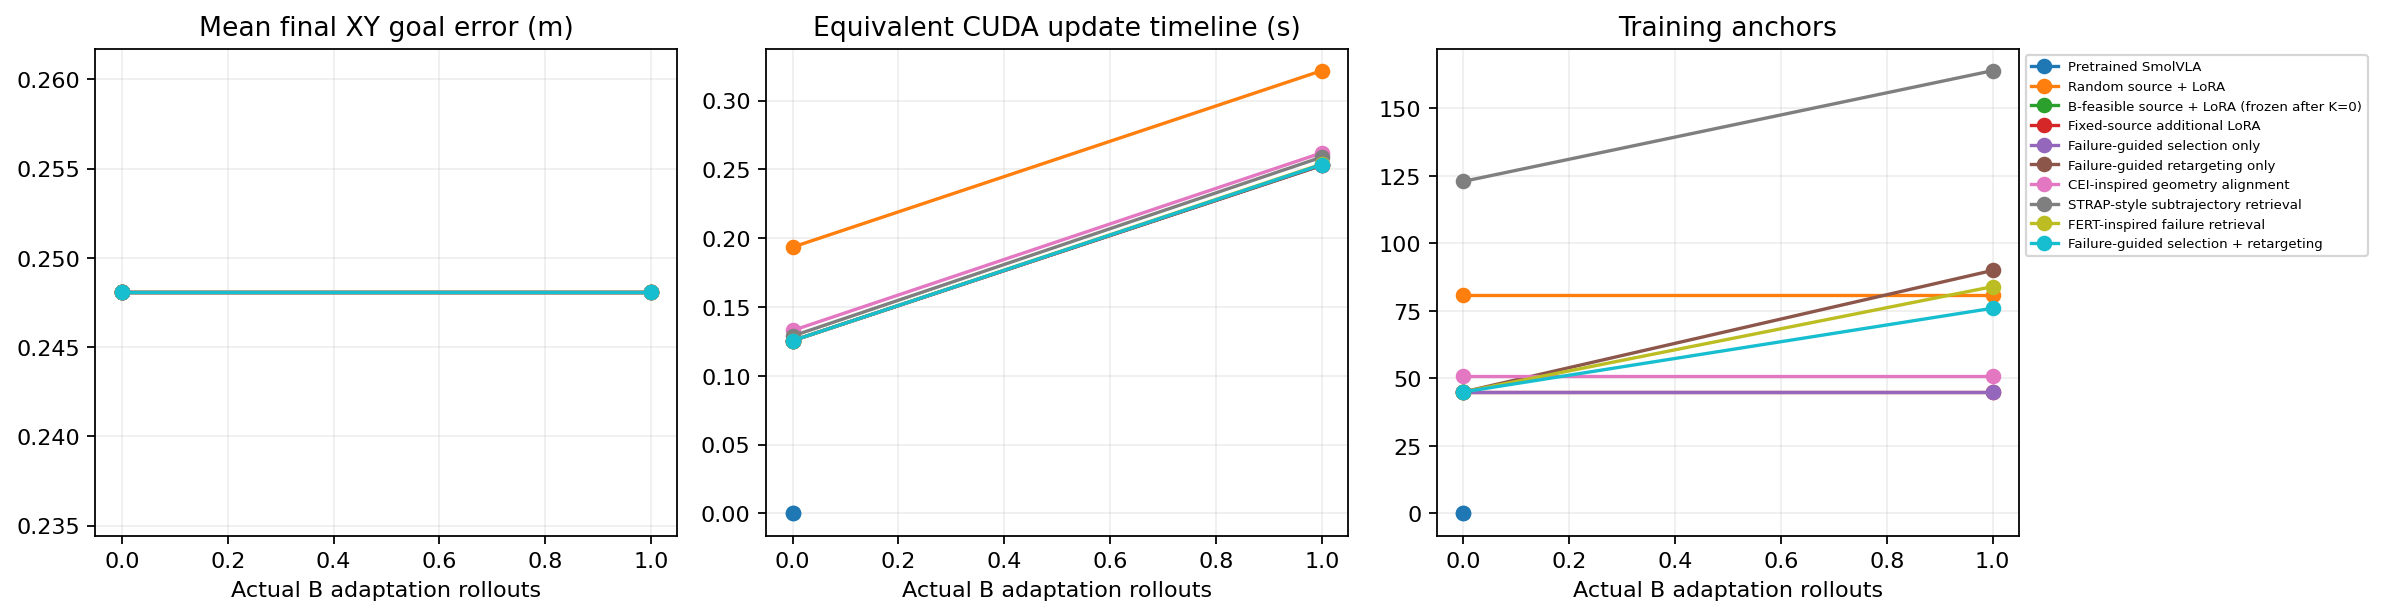 Mean final XY goal error (m)
0.260
0.255
0.250
0.245
0.240
0.235
0.0 0.2 0.4 0.6 0.8 1.0
Actual B adaptation rollouts
Equivalent CUDA update timeline (s)
0.30
0.25
0.20
0.15
0.10
0.05
0.00
0.0 0.2 0.4 0.6 0.8 1.0
Actual B adaptation rollouts
Training anchors
150
125
100
75
50
25
0
0.0 0.2 0.4 0.6 0.8 1.0
Actual B adaptation rollouts
Pretrained SmolVLA
Random source + LoRA
B-feasible source + LoRA (frozen after K=0)
Fixed-source additional LoRA
Failure-guided selection only
Failure-guided retargeting only
CEI-inspired geometry alignment
STRAP-style subtrajectory retrieval
FERT-inspired failure retrieval
Failure-guided selection + retargeting